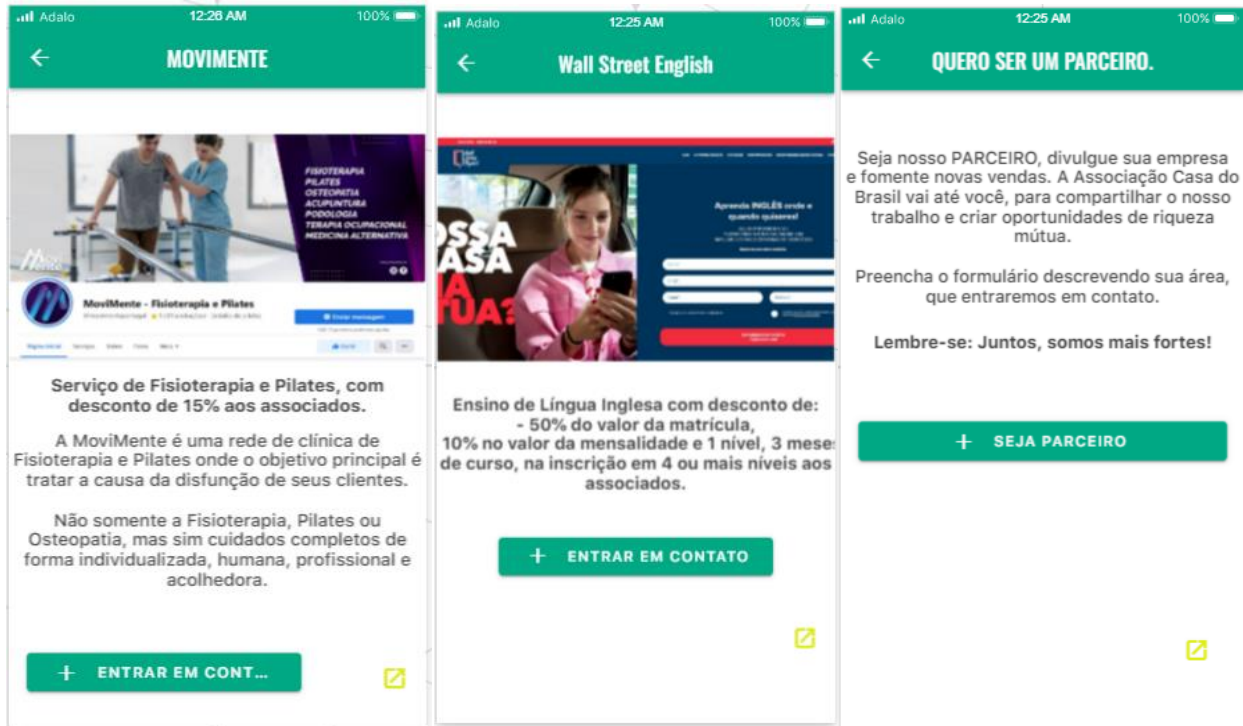 Adalo
12:26 AM
100%
MOVIMENTE
FISIOTERAPIA
PILATES
OSTEOPATIA
ACUPUNTURA
PODOLOGIA
TERAPIA OCUPACIONAL
MEDICINA ALTERNATIVA
MoviMente - Fisioterapia e Pilates
Enviar mensagem
Serviço de Fisioterapia e Pilates, com
desconto de 15% aos associados.
A MoviMente é uma rede de clínica de
Fisioterapia e Pilates onde o objetivo principal é
tratar a causa da disfunção de seus clientes.
Não somente a Fisioterapia, Pilates ou
Osteopatia, mas sim cuidados completos de
forma individualizada, humana, profissional e
acolhedora.
+ ENTRAR EM CONT...
Adalo
12:25 AM
100%
Wall Street English
Aprenda INGLÊS onde e
quando quiseres!
OSSA
ASA
TUA?
Ensino de Língua Inglesa com desconto de:
- 50% do valor da matrícula,
10% no valor da mensalidade e 1 nível, 3 meses
de curso, na inscrição em 4 ou mais níveis aos
associados.
+ ENTRAR EM CONTATO
Adalo
12:25 AM
100%
QUERO SER UM PARCEIRO.
Seja nosso PARCEIRO, divulgue sua empresa
e fomente novas vendas. A Associação Casa do
Brasil vai até você, para compartilhar o nosso
trabalho e criar oportunidades de riqueza
mútua.
Preencha o formulário descrevendo sua área,
que entraremos em contato.
Lembre-se: Juntos, somos mais fortes!
+ SEJA PARCEIRO